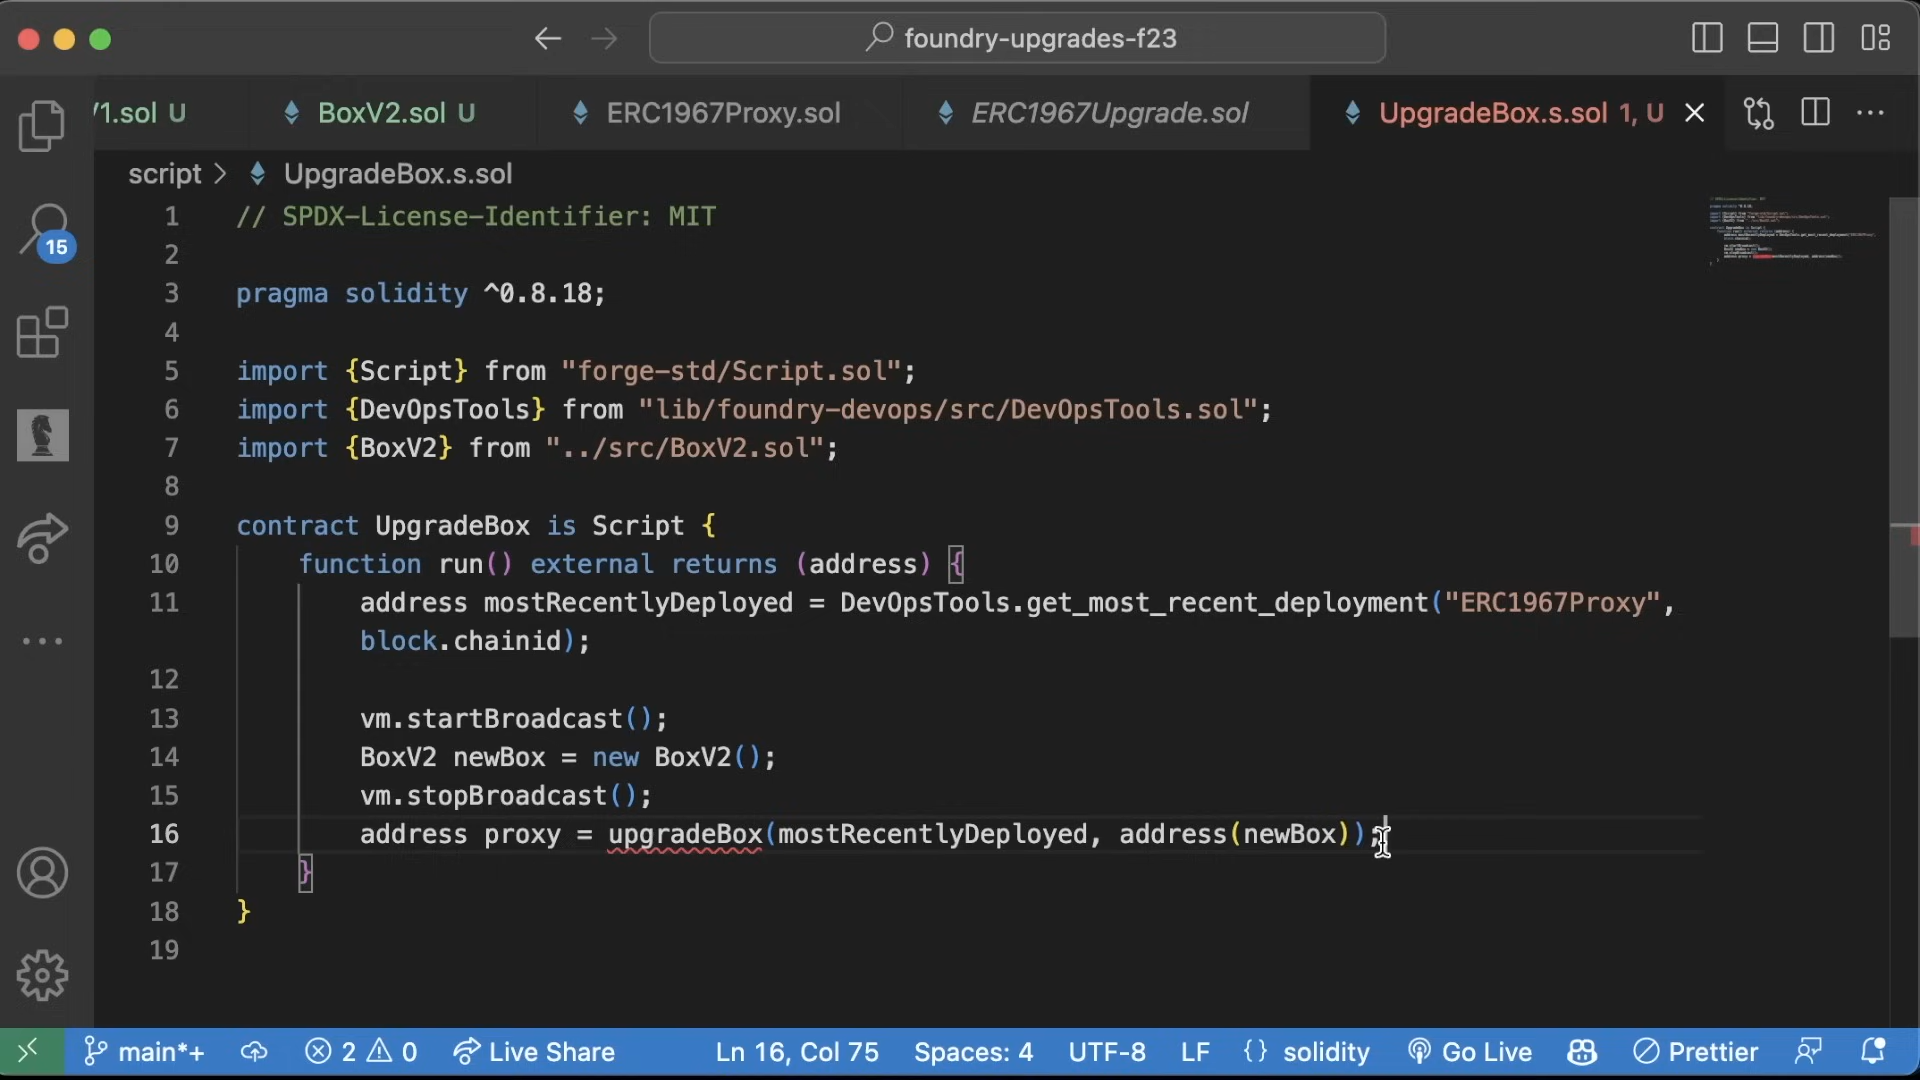 foundry-upgrades-f23
/1.sol U
BoxV2.sol U
ERC1967Proxy.sol
ERC1967Upgrade.sol
UpgradeBox.s.sol 1, U
script > UpgradeBox.s.sol
15
1 // SPDX-License-Identifier: MIT
2
3 pragma solidity ^0.8.18;
4
5 import {Script} from "forge-std/Script.sol";
6 import {DevOpsTools} from "lib/foundry-devops/src/DevOpsTools.sol";
7 import {BoxV2} from "../src/BoxV2.sol";
8
9 contract UpgradeBox is Script {
10 function run() external returns (address) {
11 address mostRecentlyDeployed = DevOpsTools.get_most_recent_deployment("ERC1967Proxy",
block.chainid);
12
13 vm.startBroadcast();
14 BoxV2 newBox = new BoxV2();
15 vm.stopBroadcast();
16 address proxy = upgradeBox(mostRecentlyDeployed, address(newBox));
17 }
18 }
19
main*+ 2 0 Live Share Ln 16, Col 75 Spaces: 4 UTF-8 LF {} solidity Go Live Prettier